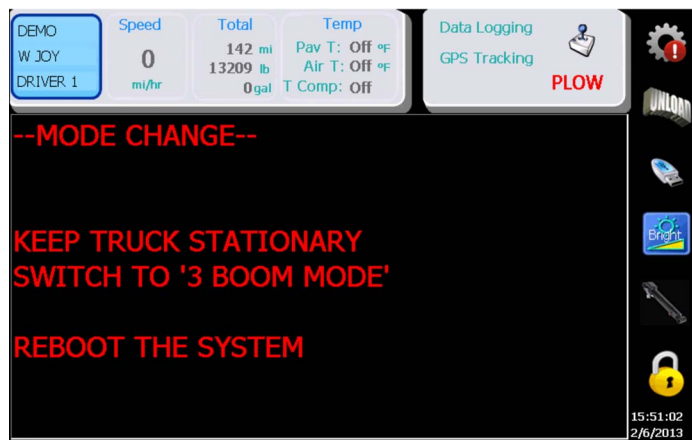 DEMO
W JOY
DRIVER 1
Speed
0
mi/hr
Total
142 mi
13209 lb
0 gal
Temp
Pav T: Off °F
Air T: Off °F
T Comp: Off
Data Logging
GPS Tracking
PLOW
UNLOAD
--MODE CHANGE--
KEEP TRUCK STATIONARY
SWITCH TO '3 BOOM MODE'
REBOOT THE SYSTEM
Bright
1
15:51:02
2/6/2013